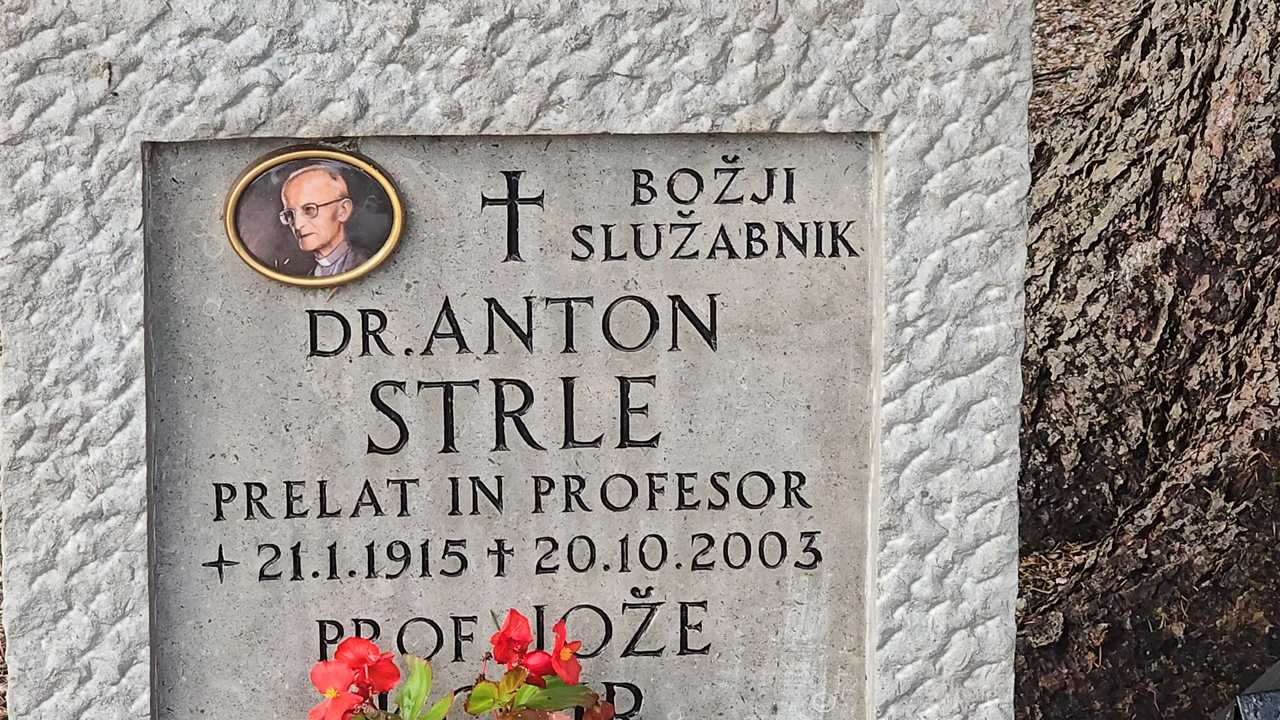 BOŽJI
SLUŽABNIK
DR. ANTON
STRLE
PRELAT IN PROFESOR
+ 21.1.1915 † 20.10.2003
PROF. JOŽE